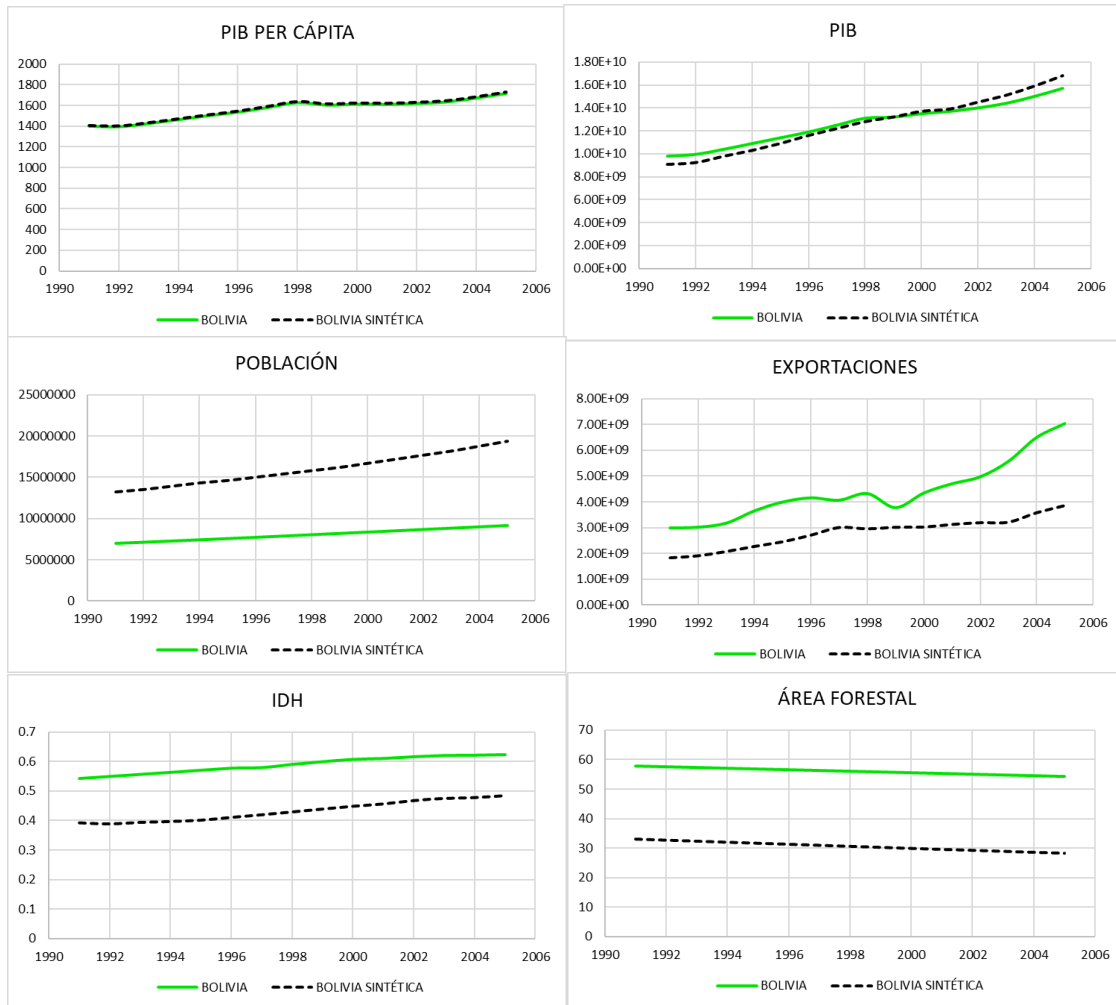 PIB PER CÁPITA
2000
1800
1600
1400
1200
1000
800
600
400
200
0
1990 1992 1994 1996 1998 2000 2002 2004 2006
BOLIVIA BOLIVIA SINTÉTICA
PIB
1.80E+10
1.60E+10
1.40E+10
1.20E+10
1.00E+10
8.00E+09
6.00E+09
4.00E+09
2.00E+09
0.00E+00
1990 1992 1994 1996 1998 2000 2002 2004 2006
BOLIVIA BOLIVIA SINTÉTICA
POBLACIÓN
25000000
20000000
15000000
10000000
5000000
0
1990 1992 1994 1996 1998 2000 2002 2004 2006
BOLIVIA BOLIVIA SINTÉTICA
EXPORTACIONES
8.00E+09
7.00E+09
6.00E+09
5.00E+09
4.00E+09
3.00E+09
2.00E+09
1.00E+09
0.00E+00
1990 1992 1994 1996 1998 2000 2002 2004 2006
BOLIVIA BOLIVIA SINTÉTICA
IDH
0.7
0.6
0.5
0.4
0.3
0.2
0.1
0
1990 1992 1994 1996 1998 2000 2002 2004 2006
BOLIVIA BOLIVIA SINTÉTICA
ÁREA FORESTAL
70
60
50
40
30
20
10
0
1990 1992 1994 1996 1998 2000 2002 2004 2006
BOLIVIA BOLIVIA SINTÉTICA